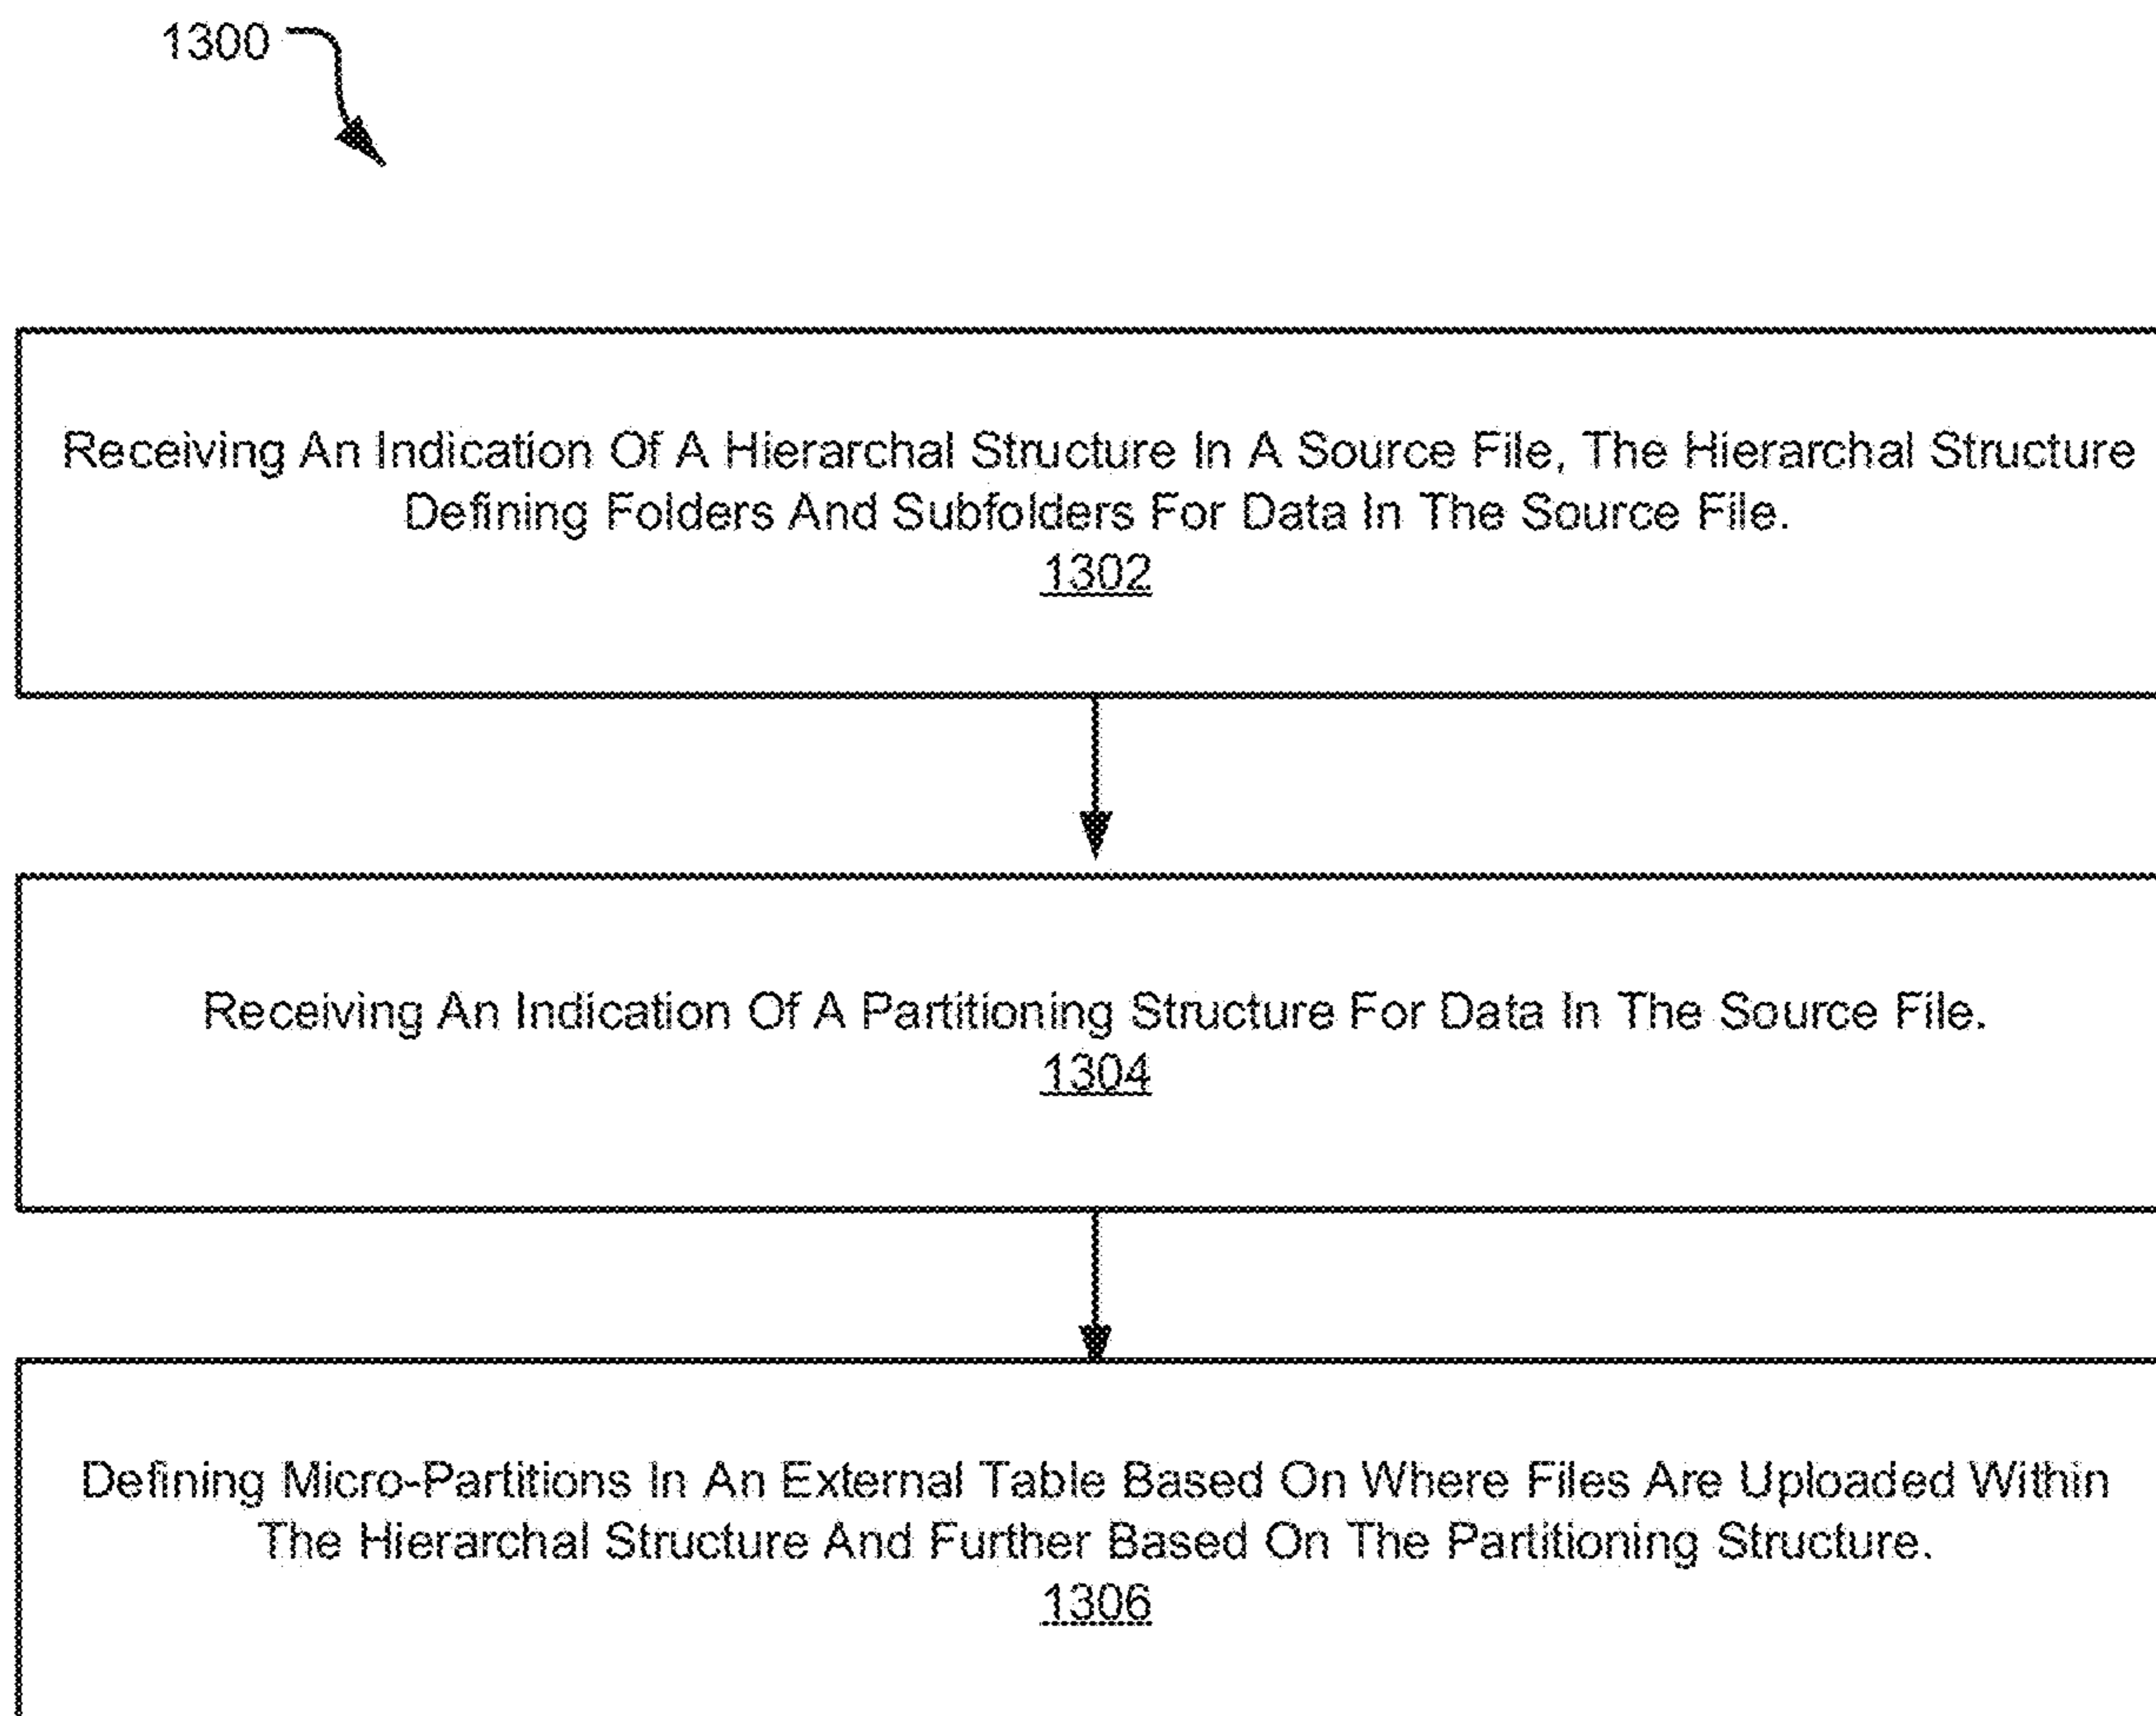 1300
Receiving An Indication Of A Hierarchal Structure In A Source File, The Hierarchal Structure
Defining Folders And Subfolders For Data In The Source File.
1302
Receiving An Indication Of A Partitioning Structure For Data In The Source File.
1304
Defining Micro-Partitions In An External Table Based On Where Files Are Uploaded Within
The Hierarchal Structure And Further Based On The Partitioning Structure.
1306